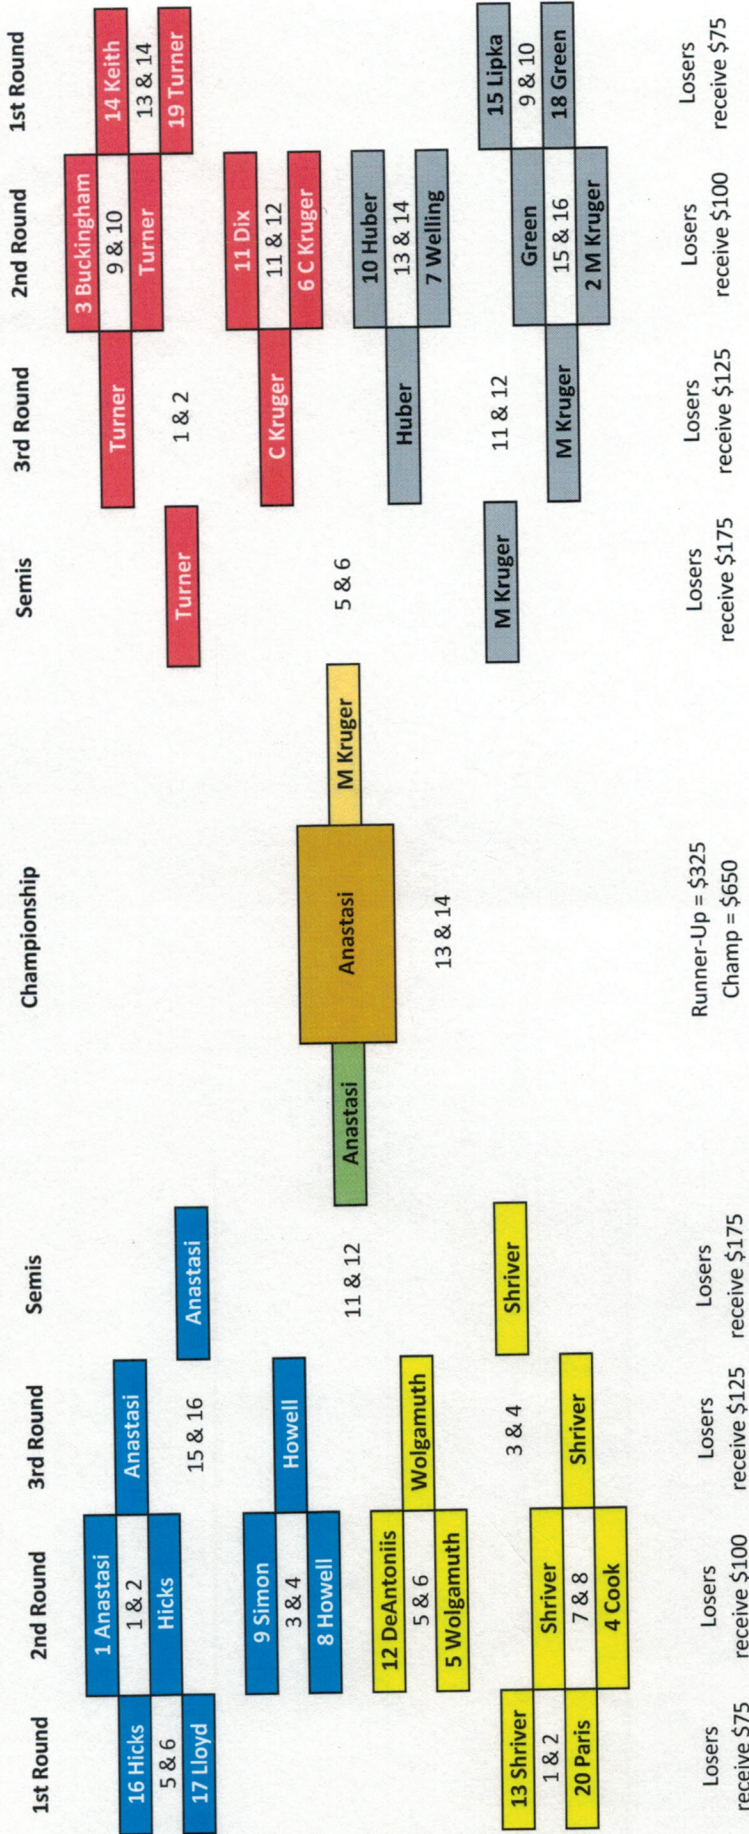 1st Round
2nd Round
3rd Round
Semis
Championship
Semis
3rd Round
2nd Round
1st Round
1 Anastasi
16 Hicks
1 & 2
Anastasi
5 & 6
Hicks
17 Lloyd
15 & 16
Anastasi
9 Simon
3 & 4
Howell
8 Howell
11 & 12
12 DeAntoniis
5 & 6
Wolgamuth
5 Wolgamuth
13 Shriver
3 & 4
Shriver
1 & 2
Shriver
20 Paris
7 & 8
Shriver
4 Cook
Anastasi
Anastasi
M Kruger
13 & 14
3 Buckingham
14 Keith
Turner
9 & 10
13 & 14
Turner
19 Turner
Turner
1 & 2
11 Dix
C Kruger
11 & 12
6 C Kruger
5 & 6
10 Huber
Huber
13 & 14
7 Welling
M Kruger
11 & 12
15 Lipka
Green
9 & 10
M Kruger
15 & 16
18 Green
2 M Kruger
Losers
receive $75
Losers
receive $100
Losers
receive $125
Losers
receive $175
Runner-Up = $325
Champ = $650
Losers
receive $175
Losers
receive $125
Losers
receive $100
Losers
receive $75